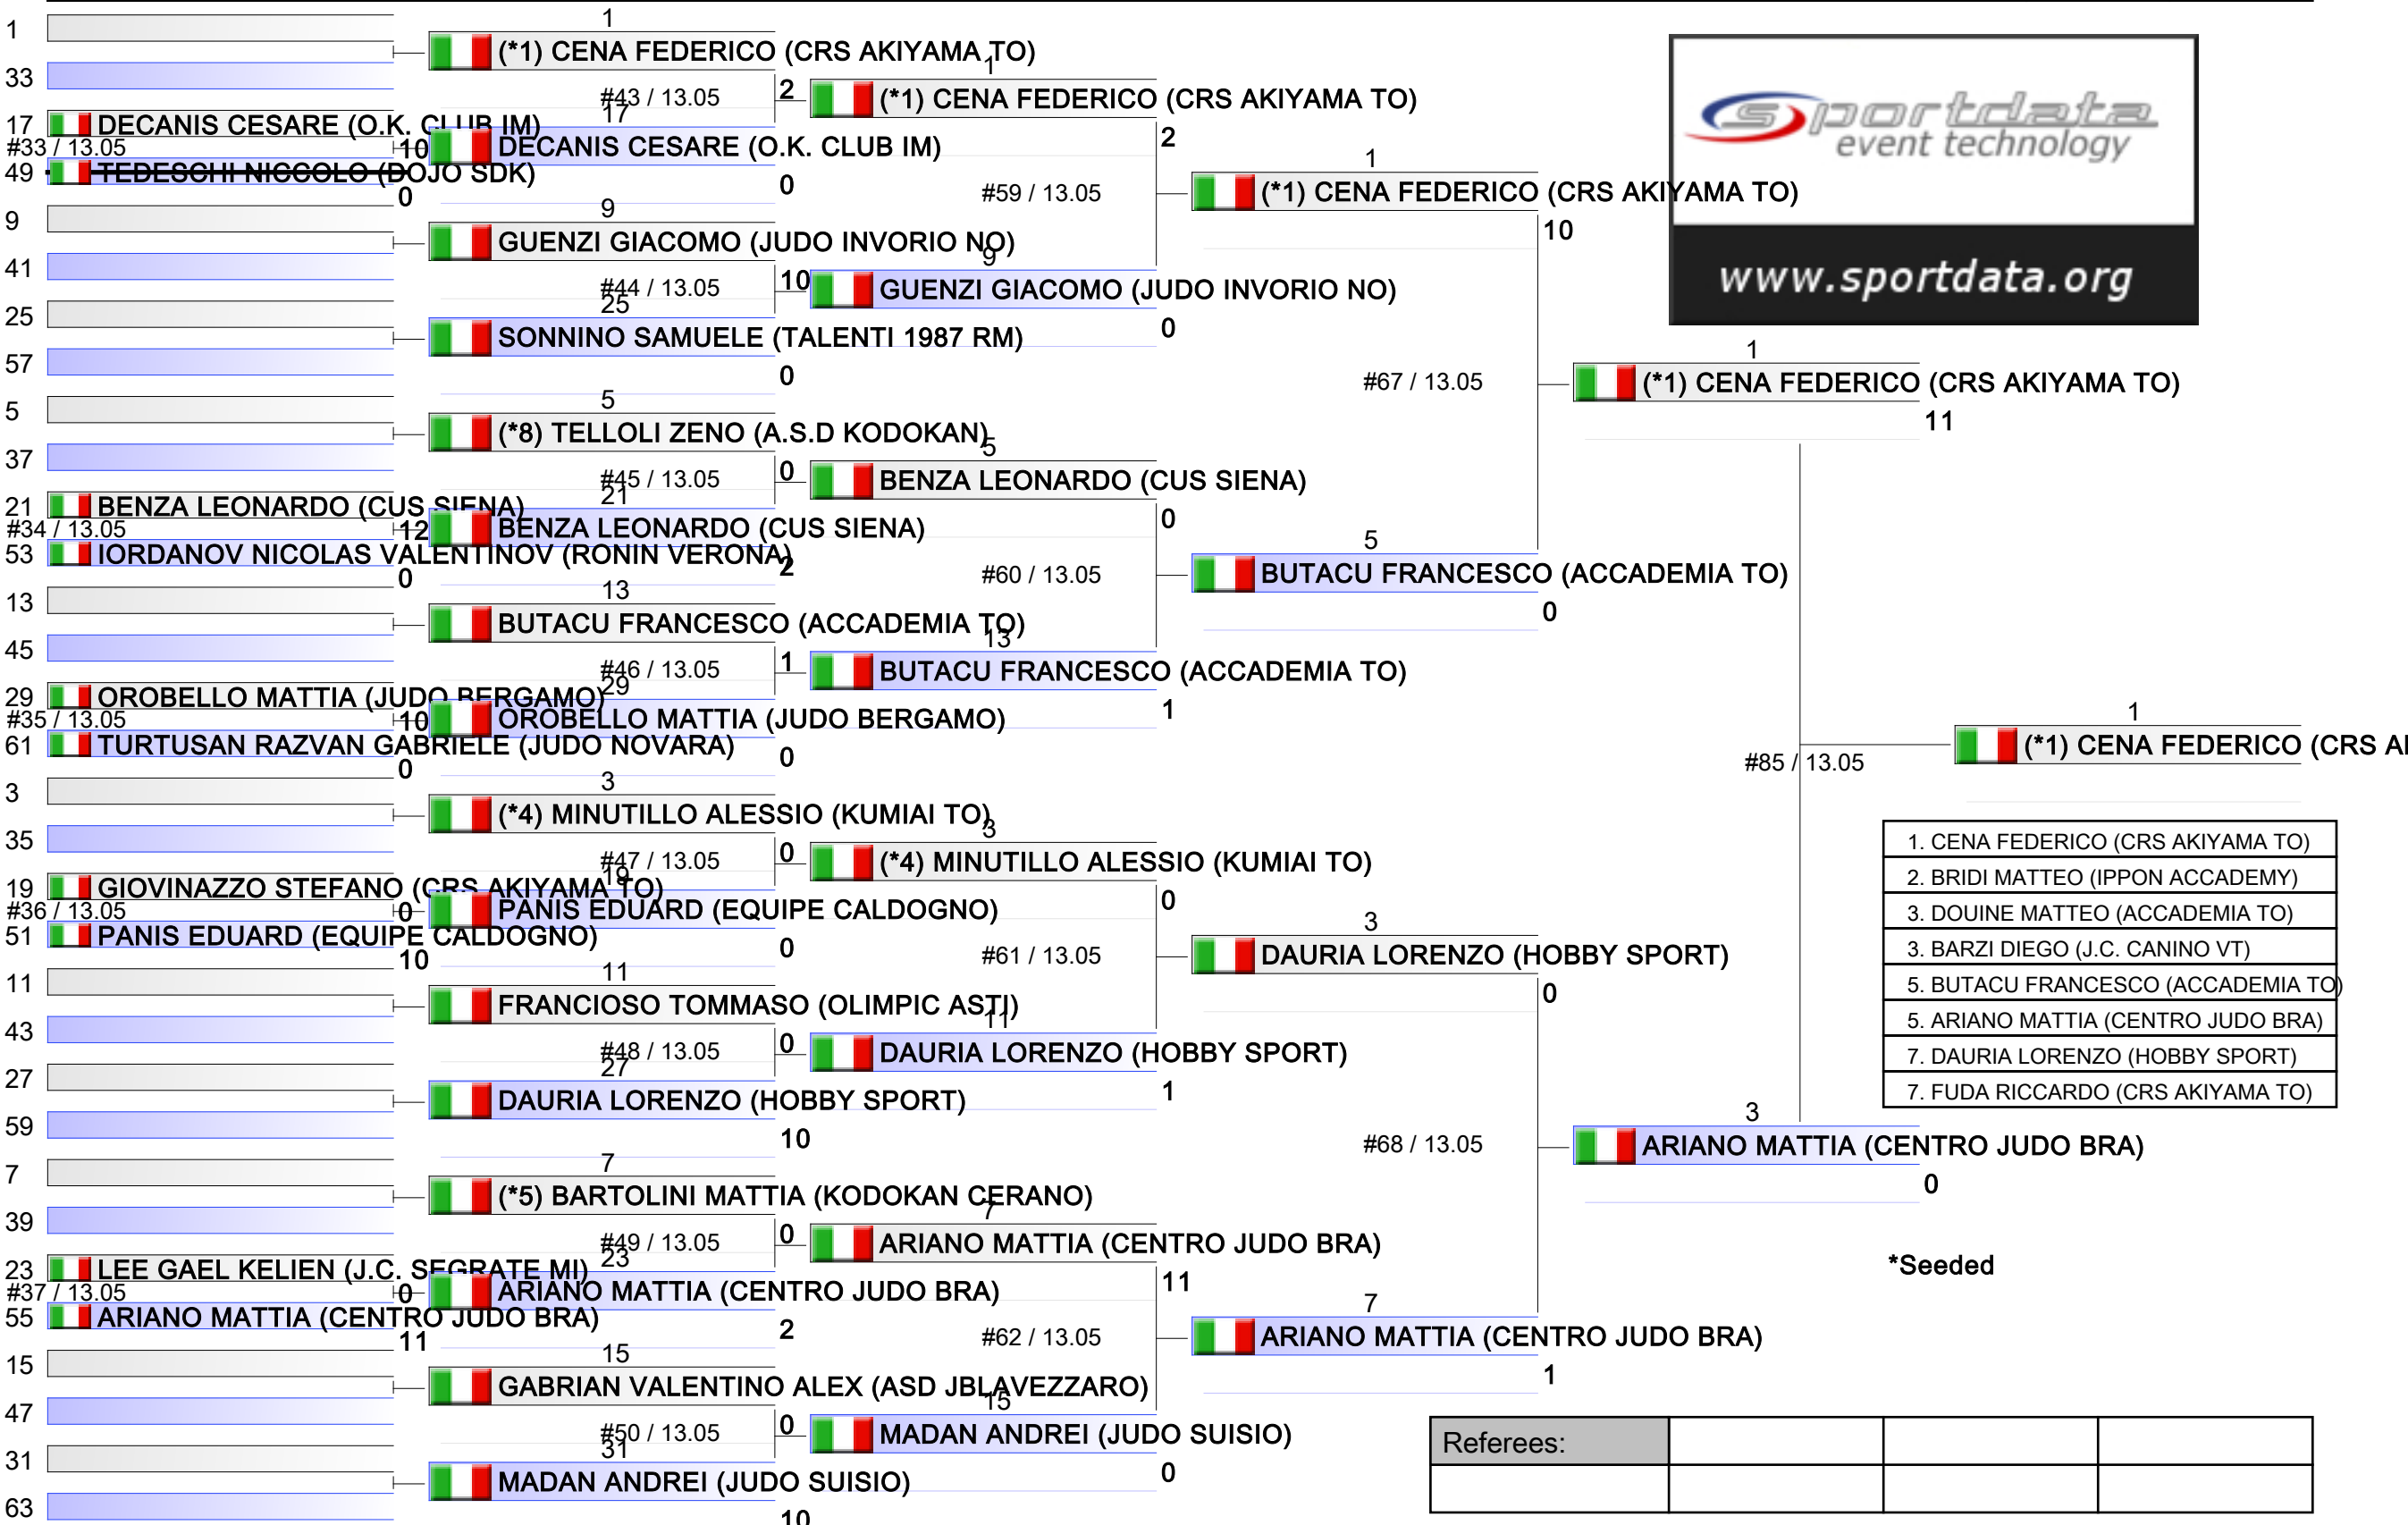 1
33
17 DECANIS CESARE (O.K. CLUB IM)
#33 / 13.05
10
49 TEDESCHI NICCOLO (DOJO SDK)
0
9
41
25
57
5
37
21 BENZA LEONARDO (CUS SIENA)
#34 / 13.05
12
53 IORDANOV NICOLAS VALENTINOV (RONIN VERONA)
0
13
45
29 OROBELLO MATTIA (JUDO BERGAMO)
#35 / 13.05
10
61 TURTUSAN RAZVAN GABRIELE (JUDO NOVARA)
0
3
35
19 GIOVINAZZO STEFANO (CRS AKIYAMA TO)
#36 / 13.05
0
51 PANIS EDUARD (EQUIPE CALDOGNO)
10
11
43
27
59
7
39
23 LEE GAEL KELIEN (J.C. SEGRATE MI)
#37 / 13.05
0
55 ARIANO MATTIA (CENTRO JUDO BRA)
11
15
47
31
63
1
(*1) CENA FEDERICO (CRS AKIYAMA TO)
2
#43 / 13.05
17
DECANIS CESARE (O.K. CLUB IM)
0
9
GUENZI GIACOMO (JUDO INVORIO NO)
10
#44 / 13.05
25
SONNINO SAMUELE (TALENTI 1987 RM)
0
5
(*8) TELLOLI ZENO (A.S.D KODOKAN)
0
#45 / 13.05
21
BENZA LEONARDO (CUS SIENA)
2
13
BUTACU FRANCESCO (ACCADEMIA TO)
1
#46 / 13.05
29
OROBELLO MATTIA (JUDO BERGAMO)
0
3
(*4) MINUTILLO ALESSIO (KUMIAI TO)
0
#47 / 13.05
19
PANIS EDUARD (EQUIPE CALDOGNO)
0
11
FRANCIOSO TOMMASO (OLIMPIC ASTI)
0
#48 / 13.05
27
DAURIA LORENZO (HOBBY SPORT)
10
7
(*5) BARTOLINI MATTIA (KODOKAN CERANO)
0
#49 / 13.05
23
ARIANO MATTIA (CENTRO JUDO BRA)
2
15
GABRIAN VALENTINO ALEX (ASD JBLAVEZZARO)
0
#50 / 13.05
31
MADAN ANDREI (JUDO SUISIO)
10
1
(*1) CENA FEDERICO (CRS AKIYAMA TO)
2
#59 / 13.05
9
GUENZI GIACOMO (JUDO INVORIO NO)
0
5
BENZA LEONARDO (CUS SIENA)
0
#60 / 13.05
13
BUTACU FRANCESCO (ACCADEMIA TO)
1
3
(*4) MINUTILLO ALESSIO (KUMIAI TO)
0
#61 / 13.05
11
DAURIA LORENZO (HOBBY SPORT)
1
7
ARIANO MATTIA (CENTRO JUDO BRA)
11
#62 / 13.05
15
MADAN ANDREI (JUDO SUISIO)
0
1
(*1) CENA FEDERICO (CRS AKIYAMA TO)
10
#67 / 13.05
5
BUTACU FRANCESCO (ACCADEMIA TO)
0
3
DAURIA LORENZO (HOBBY SPORT)
0
#68 / 13.05
7
ARIANO MATTIA (CENTRO JUDO BRA)
1
sportdata
event technology
www.sportdata.org
1
(*1) CENA FEDERICO (CRS AKIYAMA TO)
11
#85 / 13.05
3
ARIANO MATTIA (CENTRO JUDO BRA)
0
1
(*1) CENA FEDERICO (CRS
1. CENA FEDERICO (CRS AKIYAMA TO)
2. BRIDI MATTEO (IPPON ACCADEMY)
3. DOUINE MATTEO (ACCADEMIA TO)
3. BARZI DIEGO (J.C. CANINO VT)
5. BUTACU FRANCESCO (ACCADEMIA TO)
5. ARIANO MATTIA (CENTRO JUDO BRA)
7. DAURIA LORENZO (HOBBY SPORT)
7. FUDA RICCARDO (CRS AKIYAMA TO)
*Seeded
Referees: